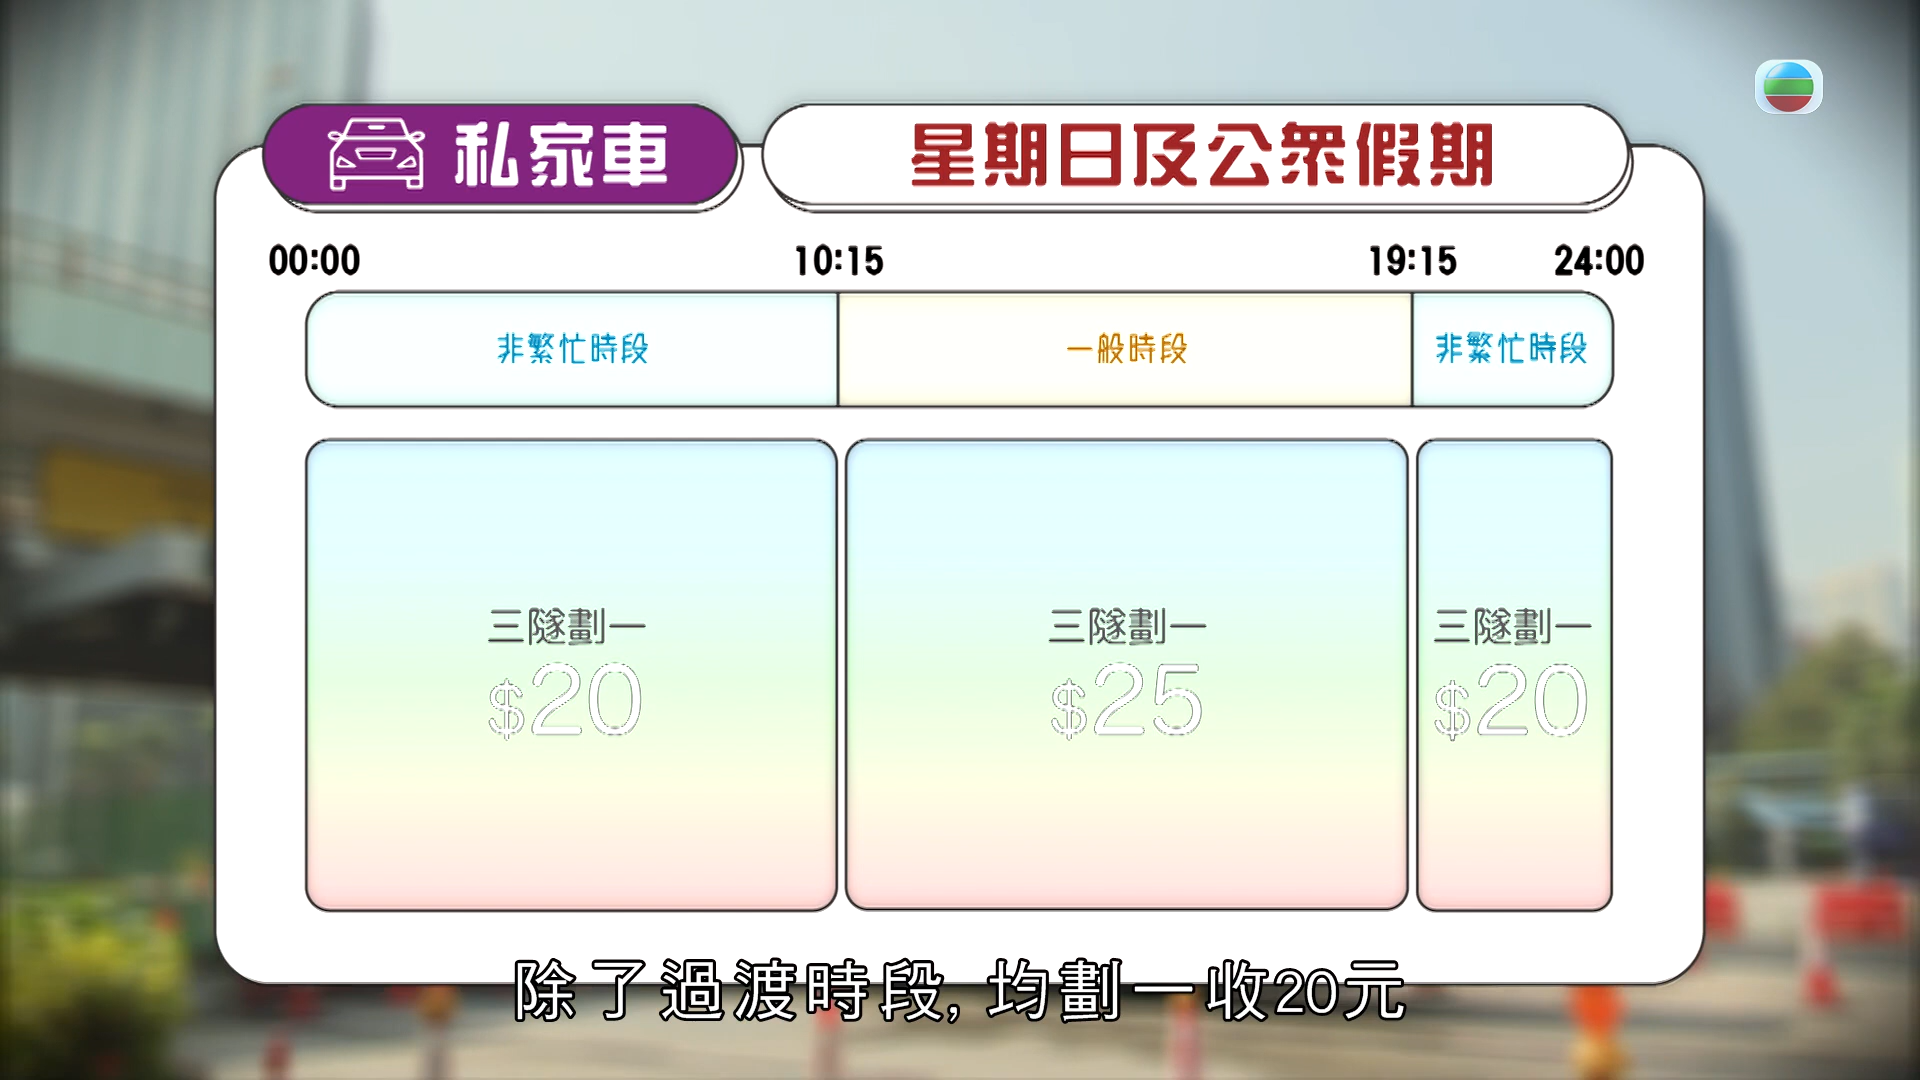 私家車
星期日及公眾假期
00:00 10:15 19:15 24:00
非繁忙時段 一般時段 非繁忙時段
三隧劃一 三隧劃一 三隧劃一
$20 $25 $20
除了過渡時段, 均劃一收20元